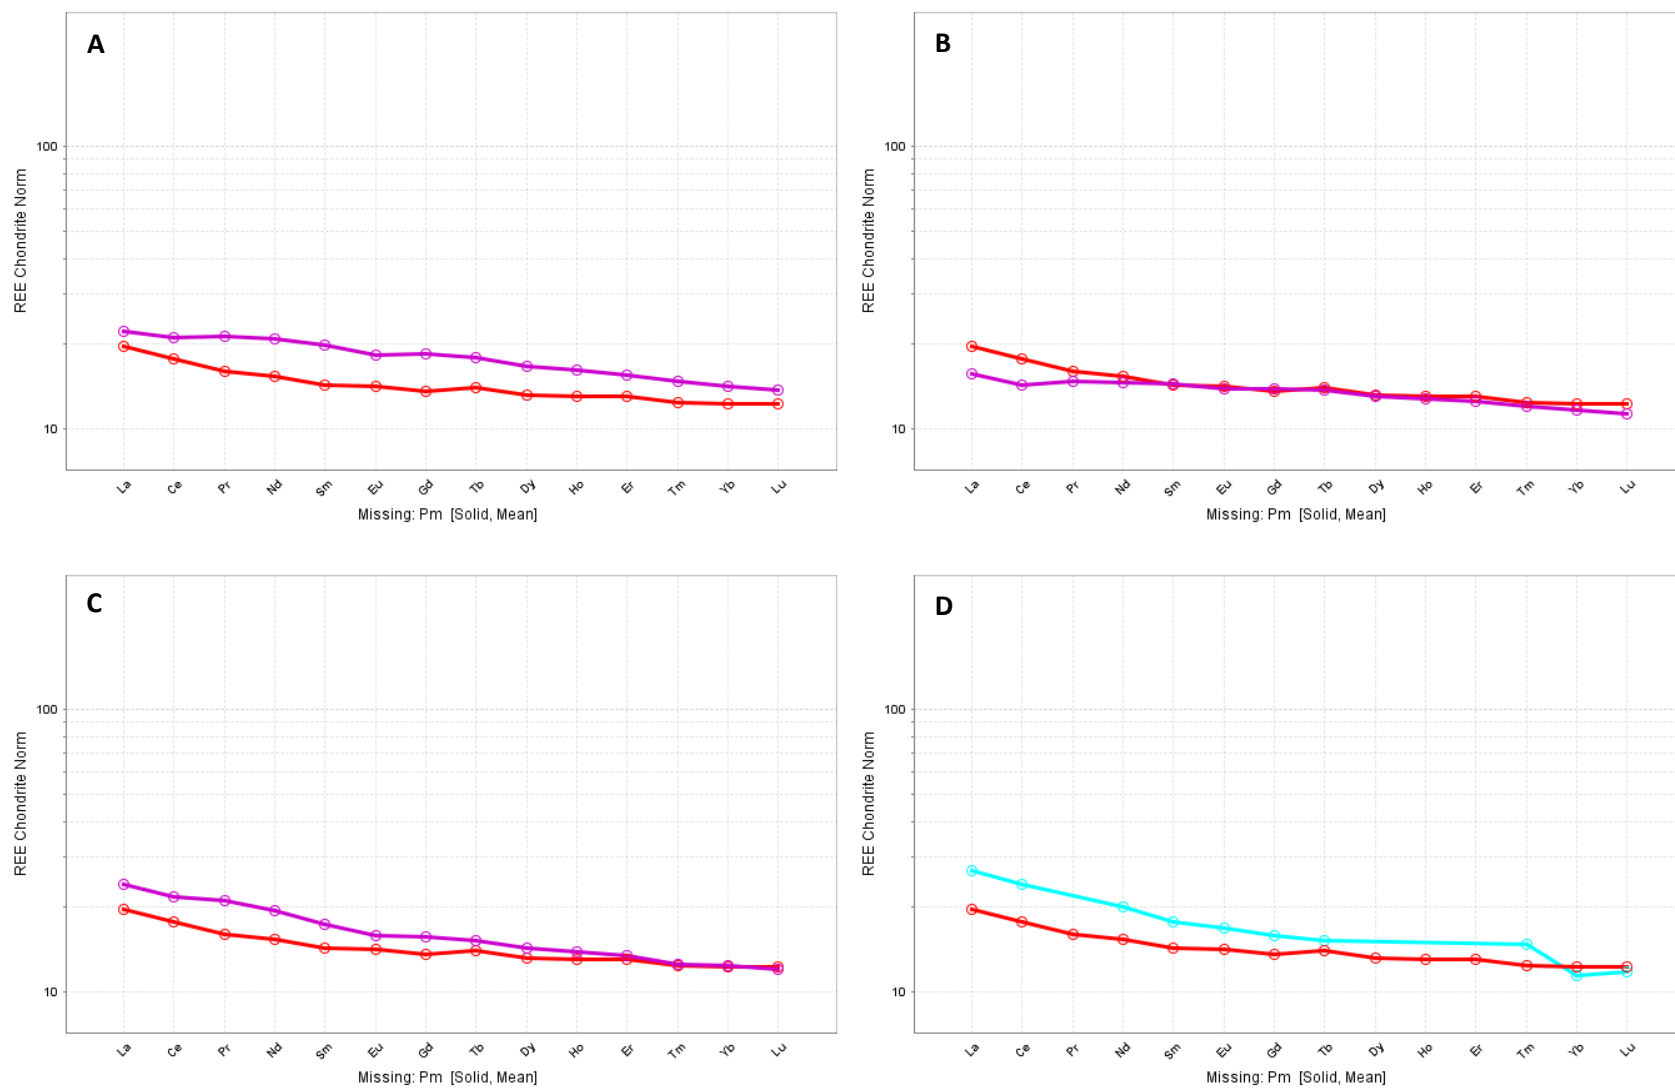 A
REE Chondrite Norm
100
10
La Ce Pr Nd Sm Eu Gd Tb Dy Ho Er Tm Yb Lu
Missing: Pm [Solid, Mean]
B
REE Chondrite Norm
100
10
La Ce Pr Nd Sm Eu Gd Tb Dy Ho Er Tm Yb Lu
Missing: Pm [Solid, Mean]
C
REE Chondrite Norm
100
10
La Ce Pr Nd Sm Eu Gd Tb Dy Ho Er Tm Yb Lu
Missing: Pm [Solid, Mean]
D
REE Chondrite Norm
100
10
La Ce Pr Nd Sm Eu Gd Tb Dy Ho Er Tm Yb Lu
Missing: Pm [Solid, Mean]